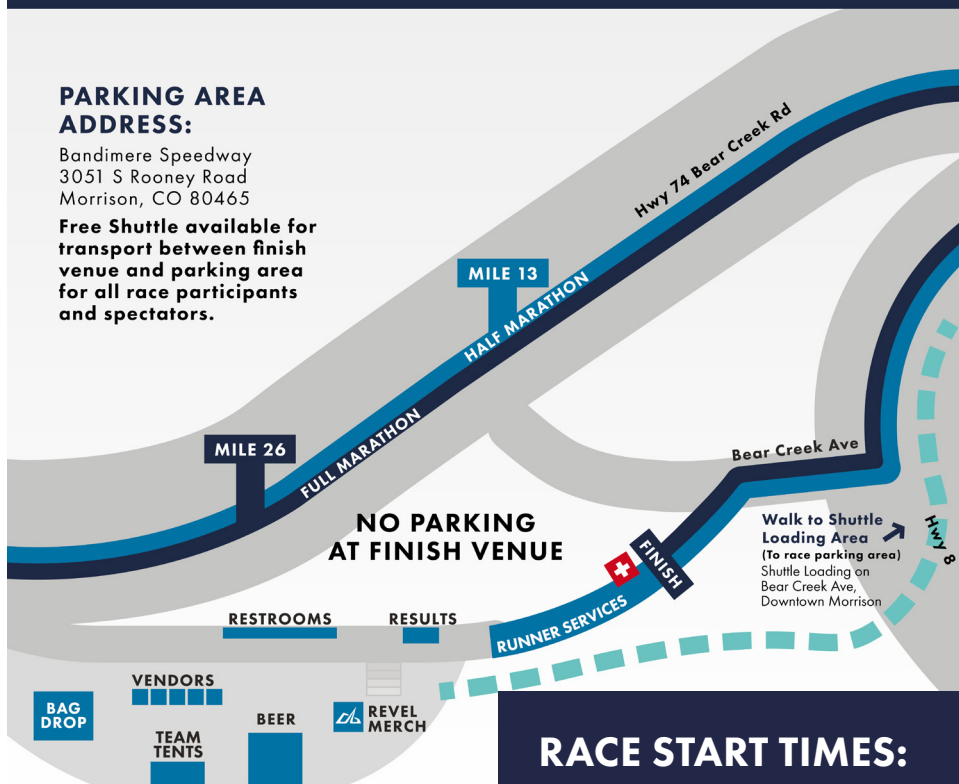 PARKING AREA
ADDRESS:
Bandimere Speedway
3051 S Rooney Road
Morrison, CO 80465
Free Shuttle available for
transport between finish
venue and parking area
for all race participants
and spectators.
Hwy 74 Bear Creek Rd
MILE 13
HALF MARATHON
MILE 26
FULL MARATHON
Bear Creek Ave
NO PARKING
AT FINISH VENUE
Walk to Shuttle
Loading Area
(To race parking area)
Shuttle Loading on
Bear Creek Ave,
Downtown Morrison
Hwy 8
FINISH
RUNNER SERVICES
RESTROOMS
RESULTS
VENDORS
BAG
DROP
TEAM
TENTS
BEER
REVEL
MERCH
RACE START TIMES: